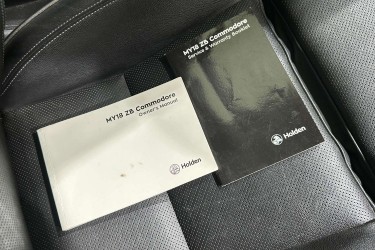 MY18 ZB Commodore
Owner's Manual
Holden
MY18 ZB Commodore
Service & Warranty Booklet
Holden